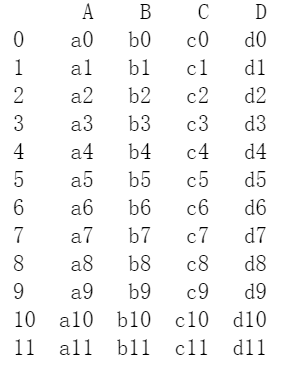 A B C D
0 a0 b0 c0 d0
1 a1 b1 c1 d1
2 a2 b2 c2 d2
3 a3 b3 c3 d3
4 a4 b4 c4 d4
5 a5 b5 c5 d5
6 a6 b6 c6 d6
7 a7 b7 c7 d7
8 a8 b8 c8 d8
9 a9 b9 c9 d9
10 a10 b10 c10 d10
11 a11 b11 c11 d11